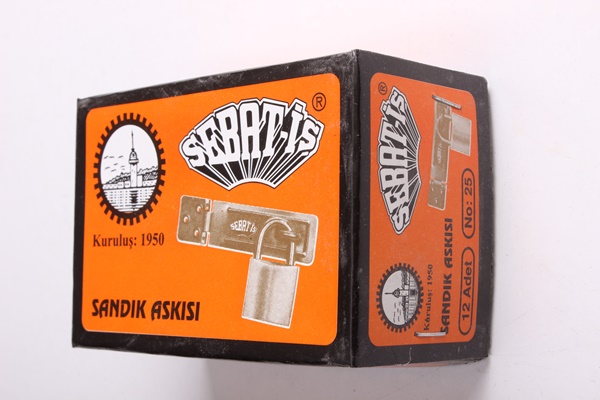 SEBAT-İS ®
Kuruluş: 1950
SEBAT-İS
SANDIK ASKISI
®
SEBAT-İS
Kuruluş: 1950
SANDIK ASKISI
12 Adet
No: 25